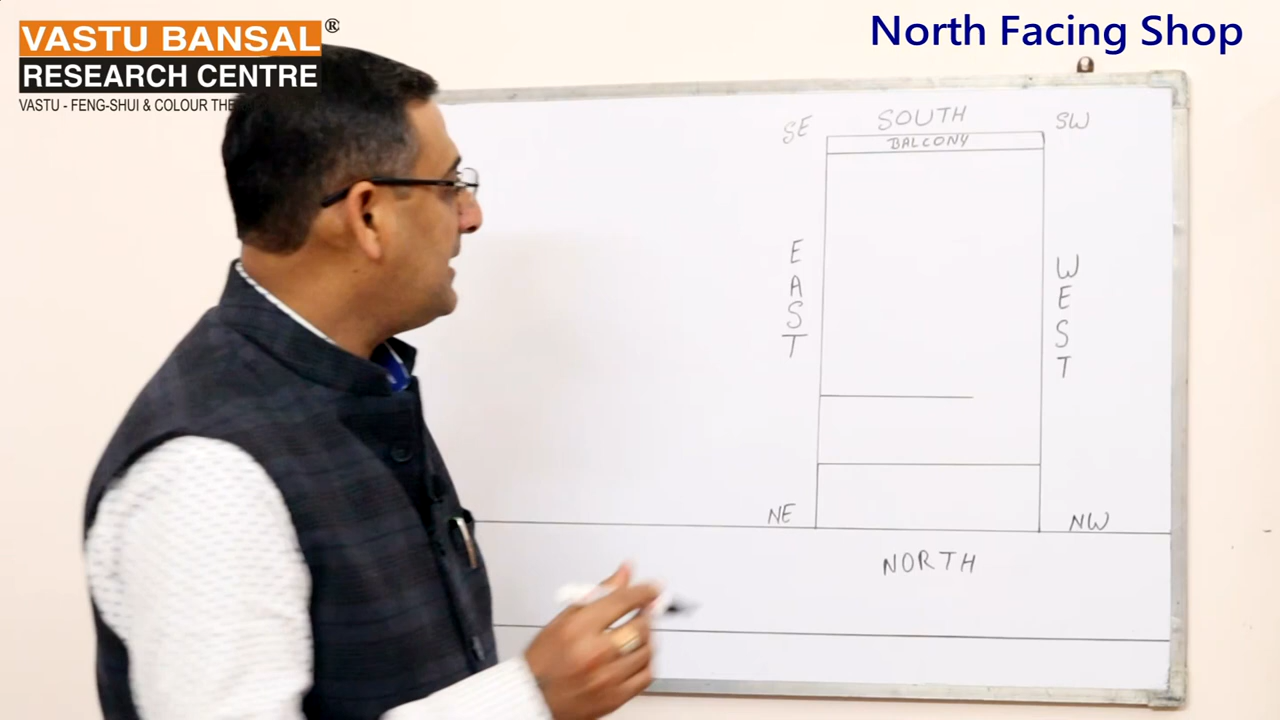 VASTU BANSAL®
RESEARCH CENTRE
VASTU - FENG-SHUI & COLOUR THE
North Facing Shop
SE
SOUTH
SW
BALCONY
EAST
WEST
NE
NW
NORTH